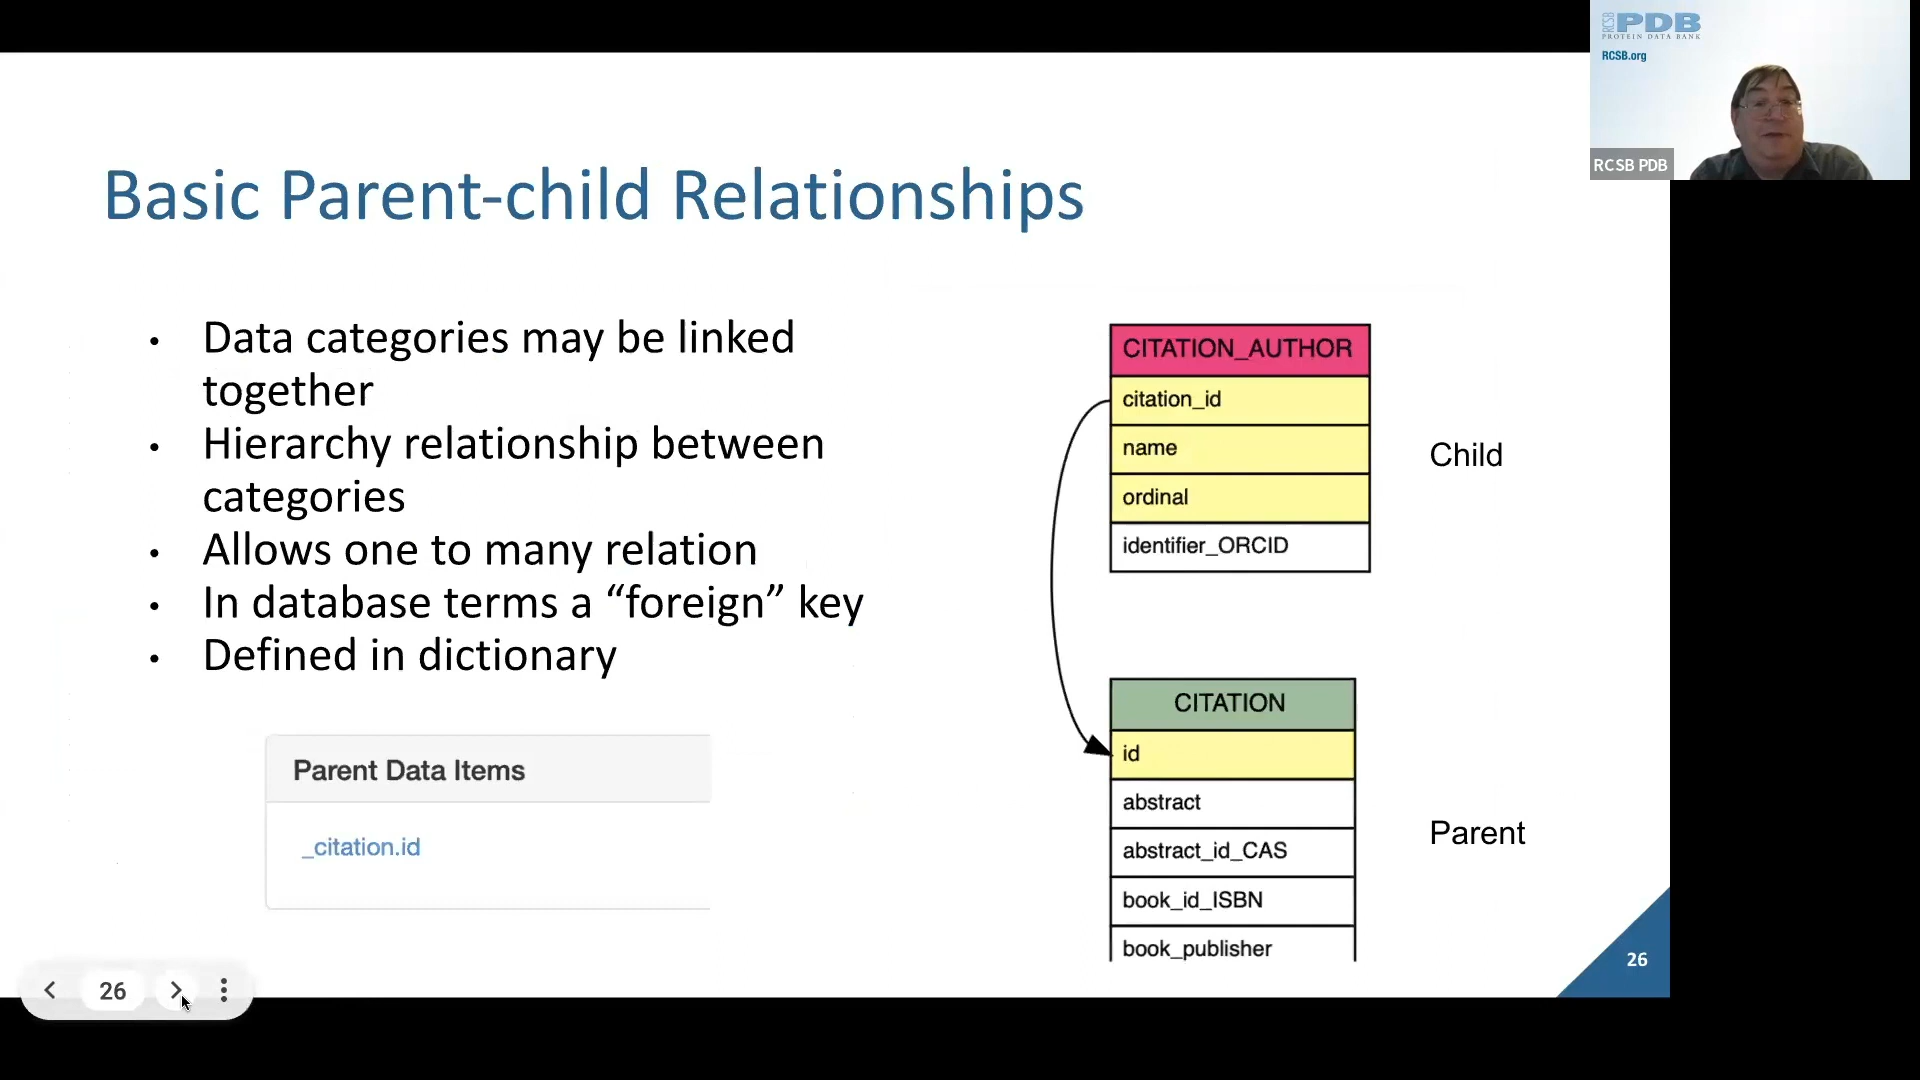 RCSB
PDB
PROTEIN DATA BANK
RCSB.org
RCSB PDB
Basic Parent-child Relationships
• Data categories may be linked
together
• Hierarchy relationship between
categories
• Allows one to many relation
• In database terms a “foreign” key
• Defined in dictionary
Parent Data Items
_citation.id
CITATION_AUTHOR
citation_id
name
ordinal
identifier_ORCID
Child
CITATION
id
abstract
abstract_id_CAS
book_id_ISBN
book_publisher
Parent
26
26